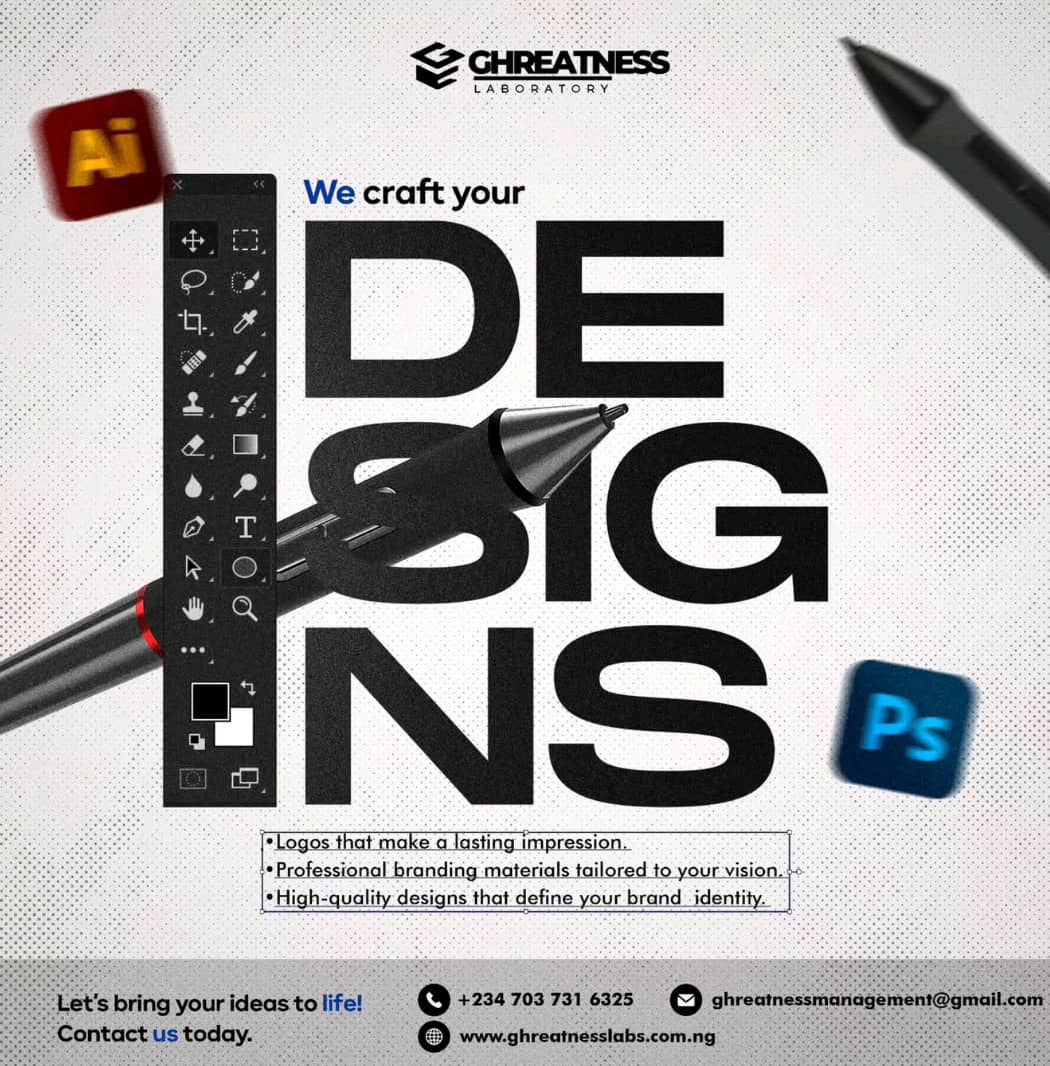 GHREATNESS
LABORATORY
Ai
We craft your
DE
SIG
NS
T
Ps
•Logos that make a lasting impression.
•Professional branding materials tailored to your vision.
•High-quality designs that define your brand  identity.
Let's bring your ideas to life!
Contact us today.
+234 703 731 6325
ghreatnessmanagement@gmail.com
www.ghreatnesslabs.com.ng